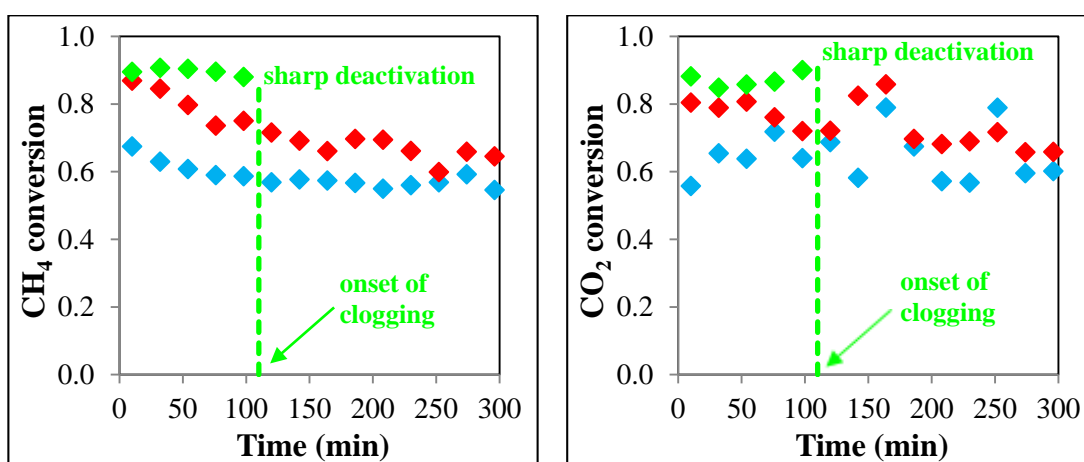 1.0
0.8
0.6
0.4
0.2
0.0
CH4 conversion
sharp deactivation
onset of
clogging
0 50 100 150 200 250 300
Time (min)
1.0
0.8
0.6
0.4
0.2
0.0
CO2 conversion
sharp deactivation
onset of
clogging
0 50 100 150 200 250 300
Time (min)